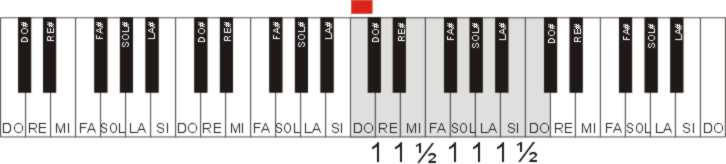 DO# RE# FA# SOL# LA# DO# RE# FA# SOL# LA# DO# RE# FA# SOL# LA# DO# RE# FA# SOL# LA#
DO RE MI FA SOL LA SI DO RE MI FA SOL LA SI DO RE MI FA SOL LA SI DO RE MI FA SOL LA SI DO
1 1 ½ 1 1 1 ½